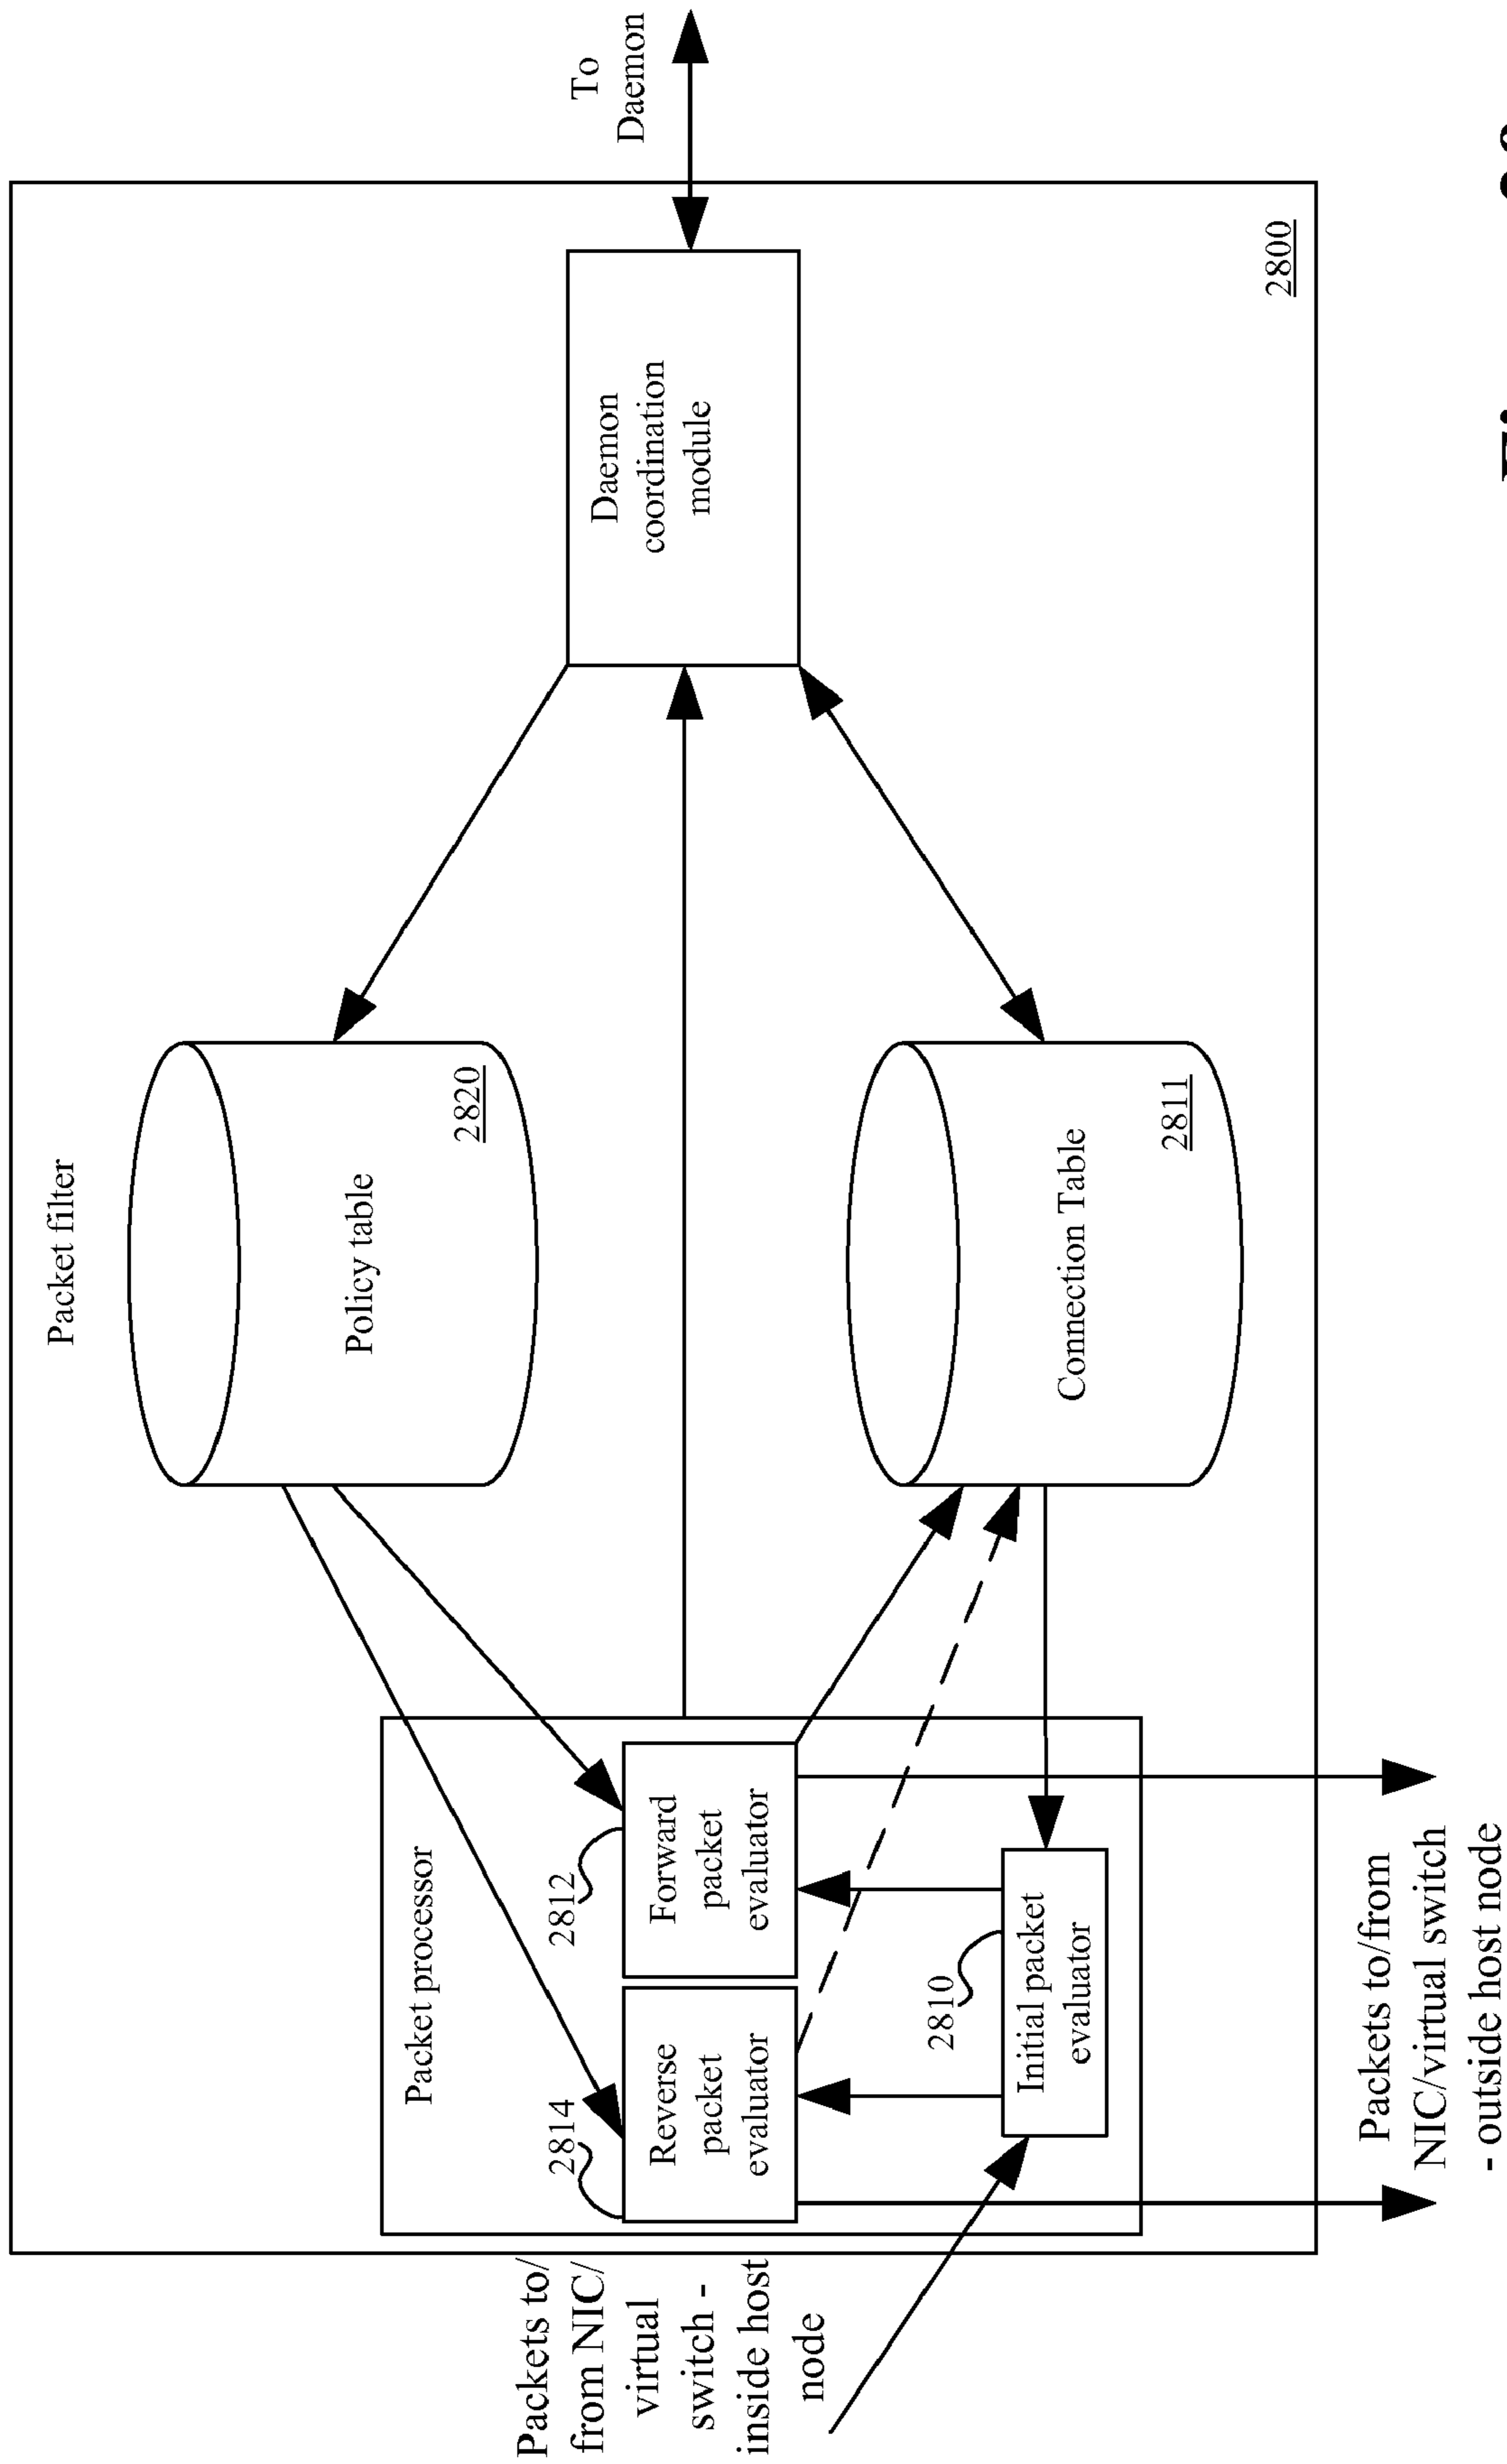 Packet filter
Policy table
2820
Daemon
coordination
module
To
Daemon
Connection Table
2811
2800
Packet processor
2814
2812
Reverse
packet
evaluator
Forward
packet
evaluator
2810
Initial packet
evaluator
Packets to/
from NIC/
virtual
switch -
inside host
node
Packets to/from
NIC/virtual switch
- outside host node